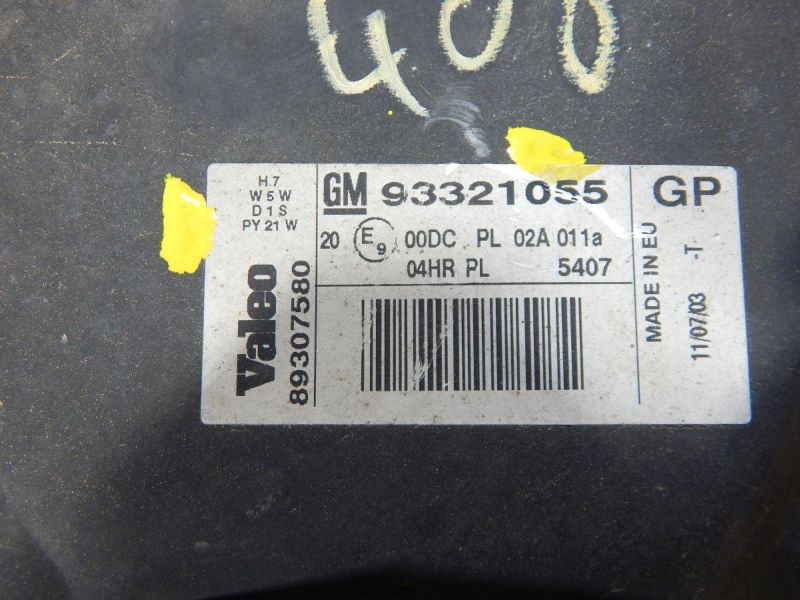 400
H.7
W 5 W
D 1 S
PY 21 W
Valeo
89307580
GM 93321055
20 E9 00DC PL 02A 011a
04HR PL 5407
GP
MADE IN EU
11/07/03 -T